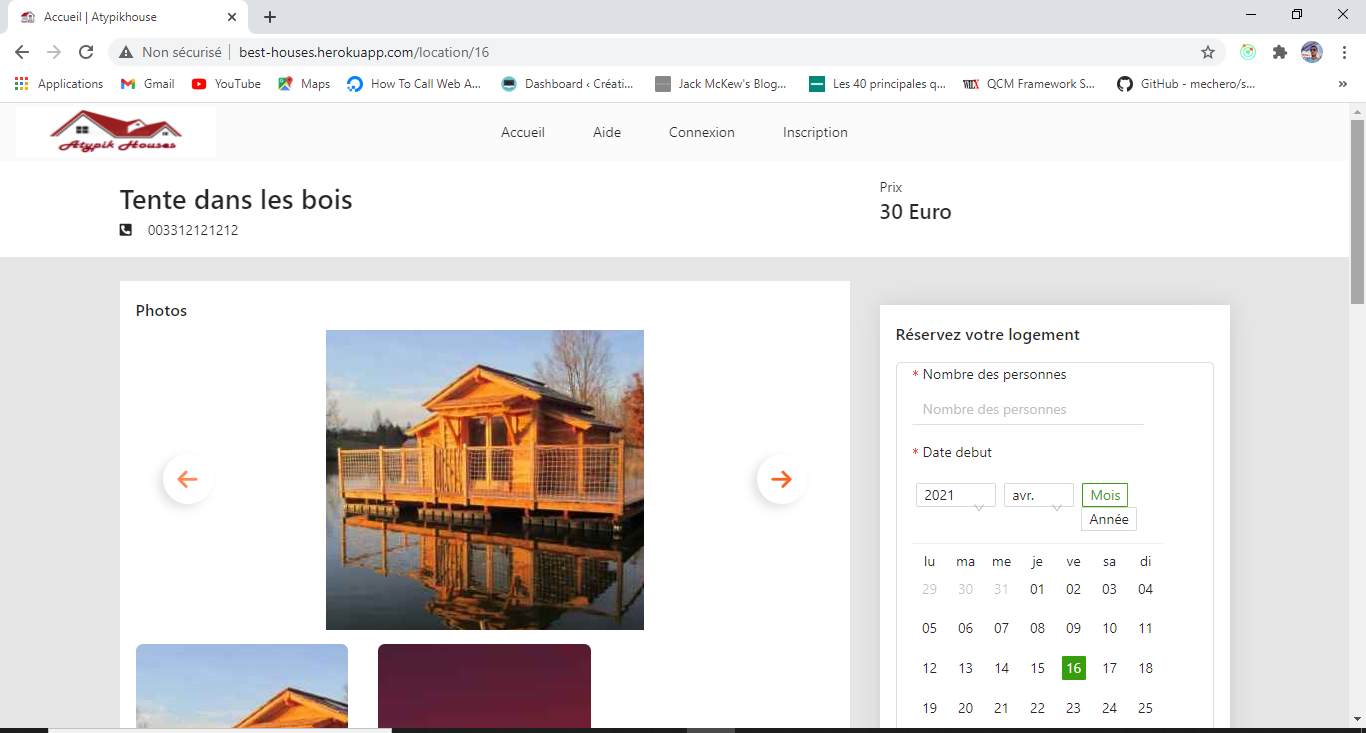 Accueil | Atypikhouse
Non sécurisé | best-houses.herokuapp.com/location/16
Applications Gmail YouTube Maps How To Call Web A... Dashboard ‹ Créati... Jack McKew's Blog... Les 40 principales q... QCM Framework S... GitHub - mechero/s... »
Atypik Houses
Accueil Aide Connexion Inscription
Tente dans les bois
003312121212
Prix
30 Euro
Photos
Réservez votre logement
* Nombre des personnes
Nombre des personnes
* Date debut
2021 avr. Mois
Année
lu ma me je ve sa di
29 30 31 01 02 03 04
05 06 07 08 09 10 11
12 13 14 15 16 17 18
19 20 21 22 23 24 25